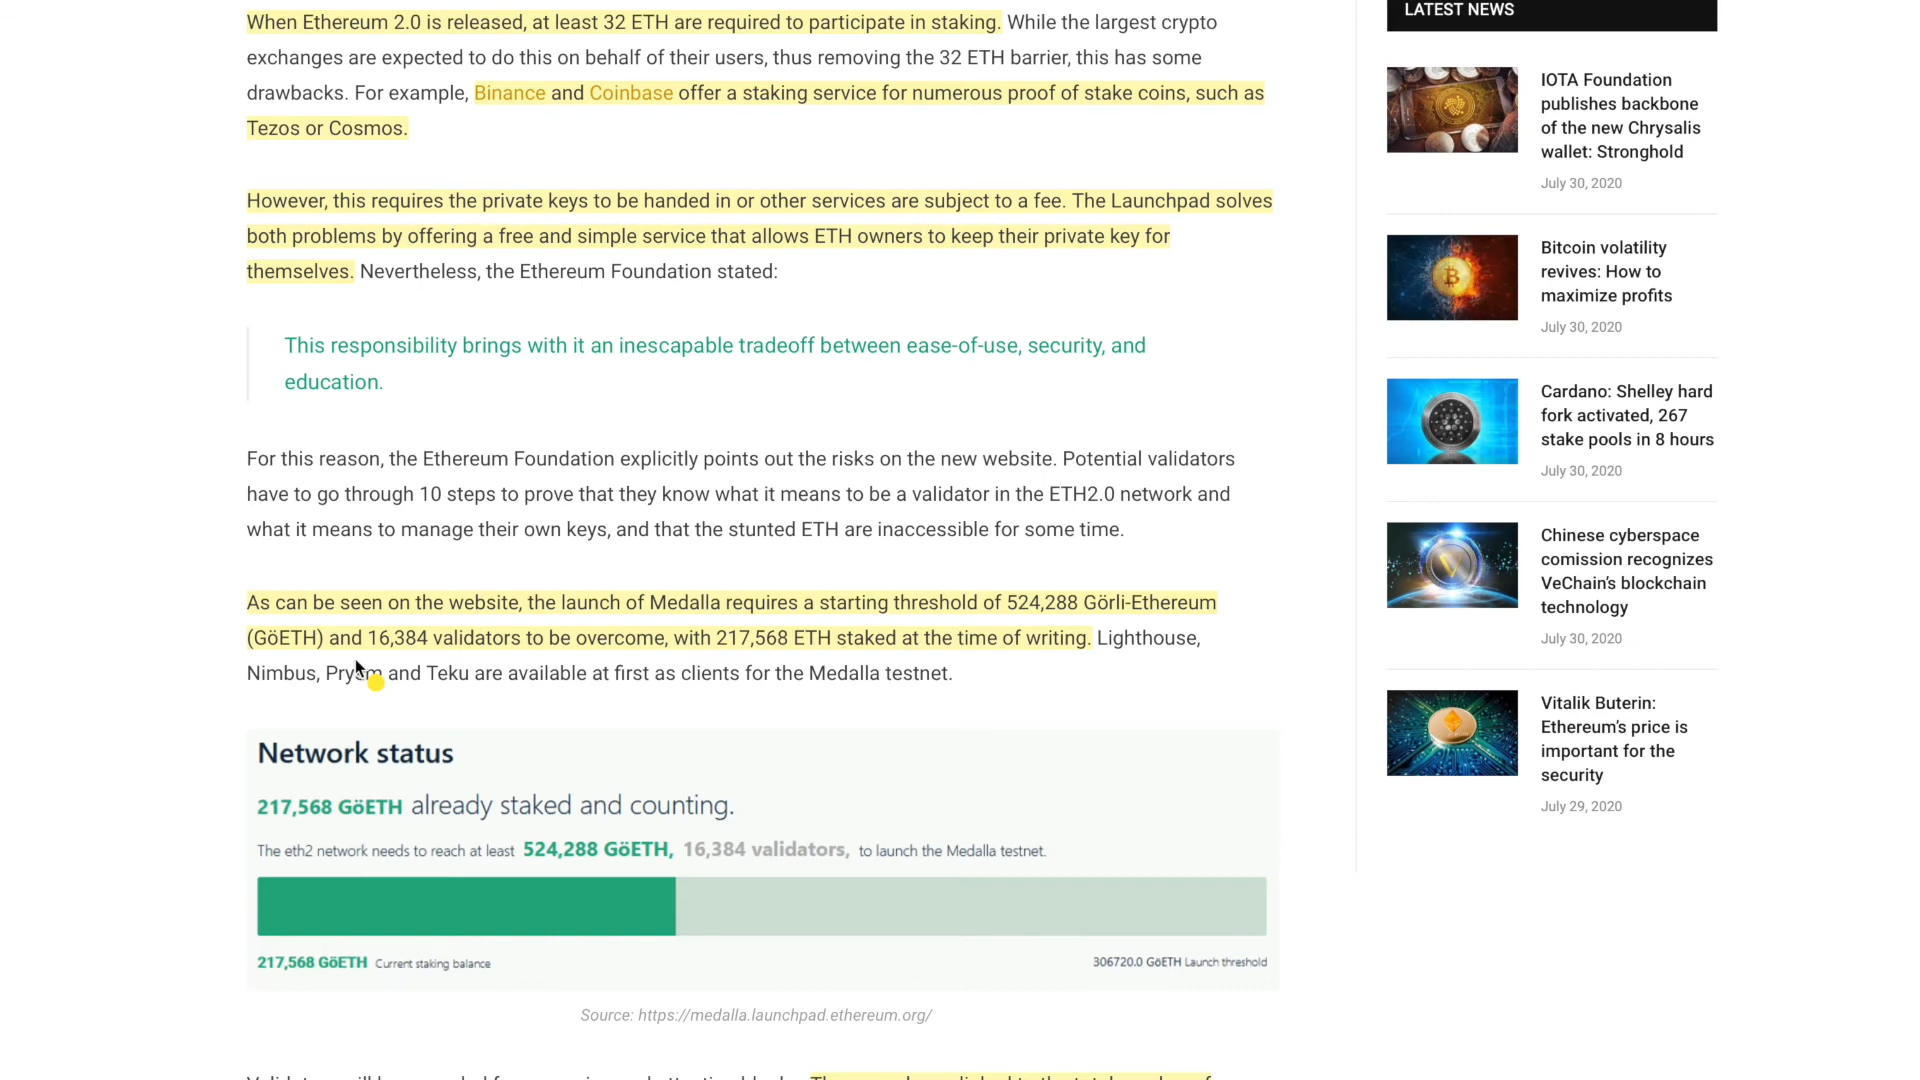 When Ethereum 2.0 is released, at least 32 ETH are required to participate in staking. While the largest crypto
exchanges are expected to do this on behalf of their users, thus removing the 32 ETH barrier, this has some
drawbacks. For example, Binance and Coinbase offer a staking service for numerous proof of stake coins, such as
Tezos or Cosmos.
However, this requires the private keys to be handed in or other services are subject to a fee. The Launchpad solves
both problems by offering a free and simple service that allows ETH owners to keep their private key for
themselves. Nevertheless, the Ethereum Foundation stated:
This responsibility brings with it an inescapable tradeoff between ease-of-use, security, and
education.
For this reason, the Ethereum Foundation explicitly points out the risks on the new website. Potential validators
have to go through 10 steps to prove that they know what it means to be a validator in the ETH2.0 network and
what it means to manage their own keys, and that the stunted ETH are inaccessible for some time.
As can be seen on the website, the launch of Medalla requires a starting threshold of 524,288 Görli-Ethereum
(GöETH) and 16,384 validators to be overcome, with 217,568 ETH staked at the time of writing. Lighthouse,
Nimbus, Prysm and Teku are available at first as clients for the Medalla testnet.
Network status
217,568 GöETH already staked and counting.
The eth2 network needs to reach at least 524,288 GöETH, 16,384 validators, to launch the Medalla testnet.
217,568 GöETH Current staking balance
306720.0 GöETH Launch threshold
Source: https://medalla.launchpad.ethereum.org/
LATEST NEWS
IOTA Foundation
publishes backbone
of the new Chrysalis
wallet: Stronghold
July 30, 2020
Bitcoin volatility
revives: How to
maximize profits
July 30, 2020
Cardano: Shelley hard
fork activated, 267
stake pools in 8 hours
July 30, 2020
Chinese cyberspace
comission recognizes
VeChain's blockchain
technology
July 30, 2020
Vitalik Buterin:
Ethereum's price is
important for the
security
July 29, 2020